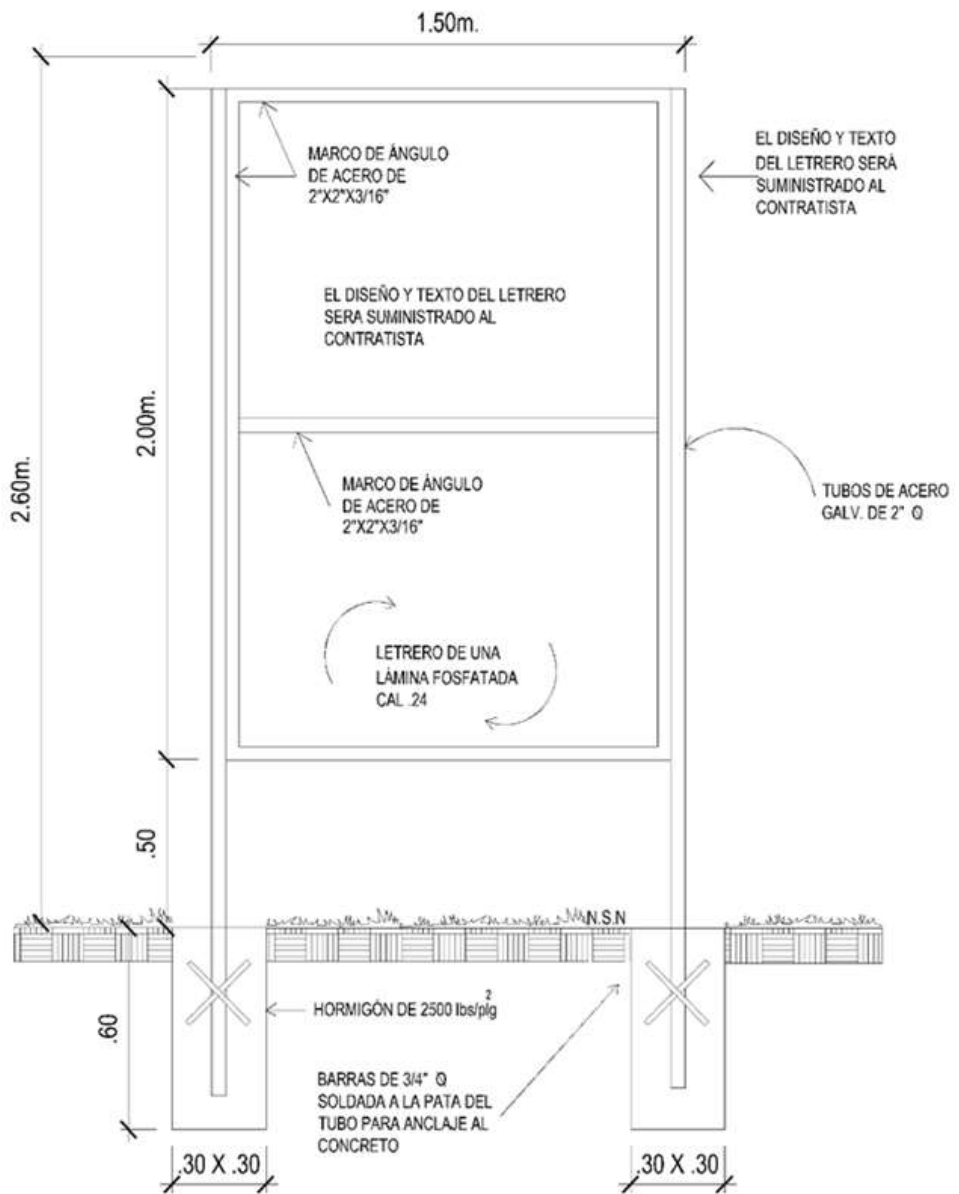 1.50m.
MARCO DE ÁNGULO
DE ACERO DE
2"X2"X3/16"
EL DISEÑO Y TEXTO
DEL LETRERO SERÁ
SUMINISTRADO AL
CONTRATISTA
EL DISEÑO Y TEXTO DEL LETRERO
SERA SUMINISTRADO AL
CONTRATISTA
2.00m.
2.60m.
MARCO DE ÁNGULO
DE ACERO DE
2"X2"X3/16"
TUBOS DE ACERO
GALV. DE 2" Q
LETRERO DE UNA
LÁMINA FOSFATADA
CAL .24
.50
N.S.N
.60
HORMIGÓN DE 2500 lbs/plg²
BARRAS DE 3/4" Q
SOLDADA A LA PATA DEL
TUBO PARA ANCLAJE AL
CONCRETO
.30 X .30
.30 X .30